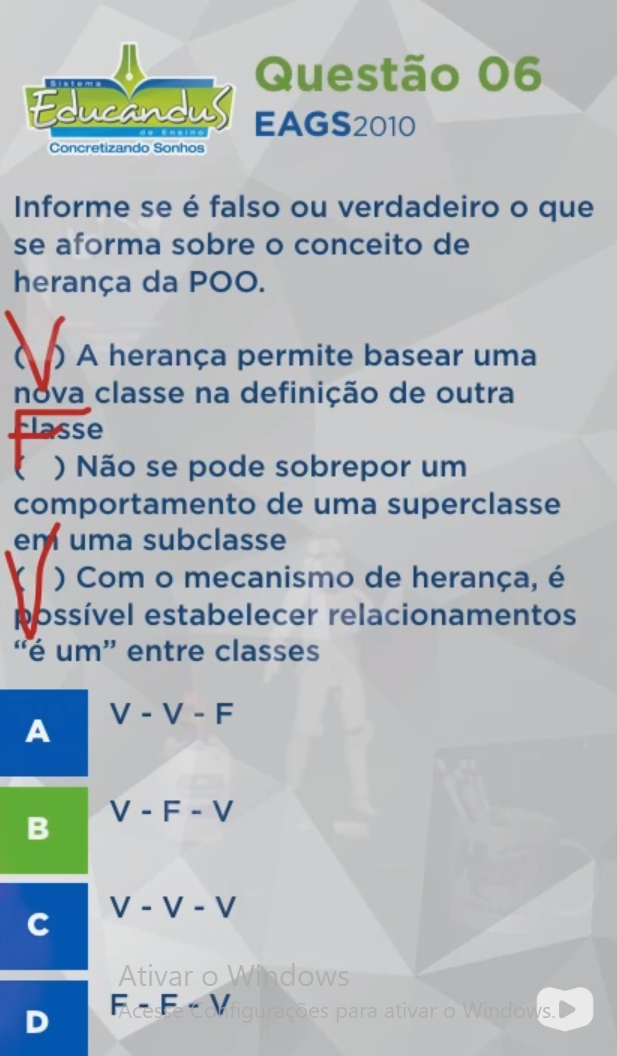 Sistema
Educandus
de Ensino
Concretizando Sonhos
Questão 06
EAGS2010
Informe se é falso ou verdadeiro o que
se aforma sobre o conceito de
herança da POO.
V
( ) A herança permite basear uma
nova classe na definição de outra
classe
F
( ) Não se pode sobrepor um
comportamento de uma superclasse
em uma subclasse
V
( ) Com o mecanismo de herança, é
possível estabelecer relacionamentos
“é um” entre classes
A
V - V - F
B
V - F - V
C
V - V - V
Ativar o Windows
D
F - F - V
Acesse Configurações para ativar o Windows.